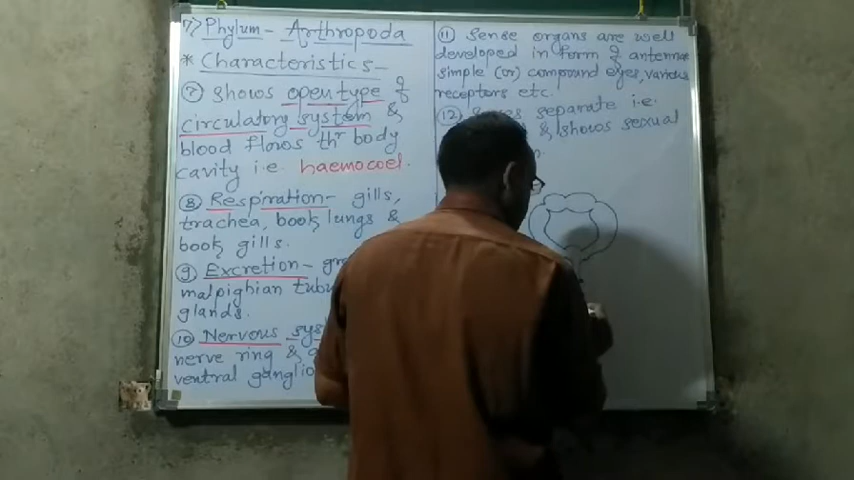 7) Phylum- Arthropoda
* Characteristics-
⑦ shows open type of
circulatory system &
blood flows thr' body
cavity i.e. haemocoel.
⑧ Respiration- gills,
trachea, book lungs &
book gills.
⑨ Excretion-
malpighian
glands.
⑩ Nervous
nerve ring &
ventral
⑪ Sense organs are well
developed in form of antennae
simple (or) compound eyes, various
receptors etc.
⑫ separate i.e.
& shows sexual